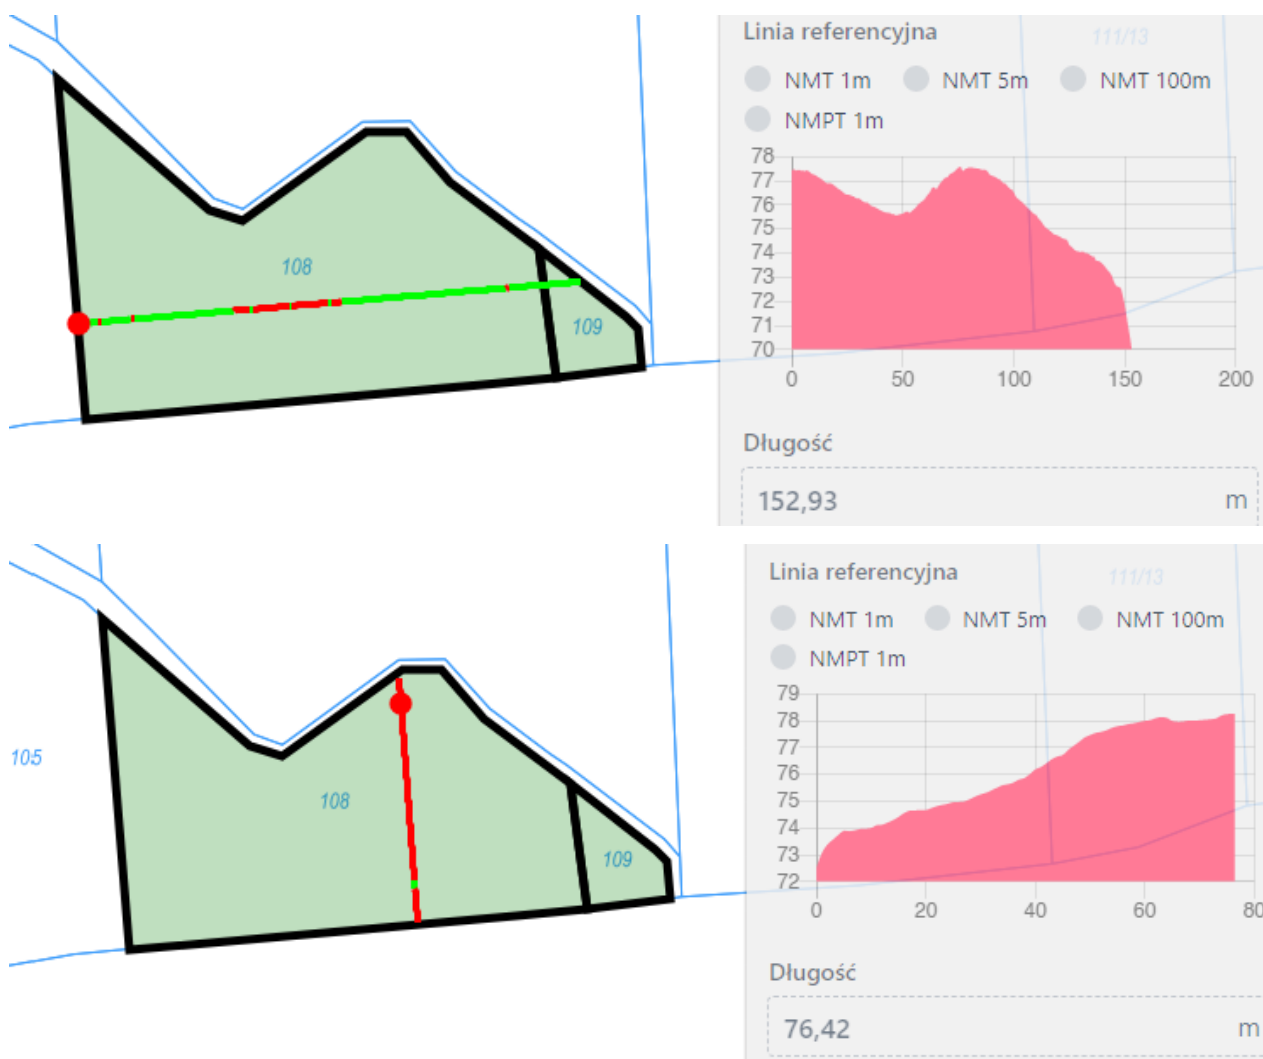 Linia referencyjna
111/13
NMT 1m NMT 5m NMT 100m
NMPT 1m
78
77
76
75
74
73
72
71
70
0 50 100 150 200
108
109
Długość
152,93 m
Linia referencyjna
111/13
NMT 1m NMT 5m NMT 100m
NMPT 1m
79
78
77
76
75
74
73
72
0 20 40 60 80
105
108
109
Długość
76,42 m